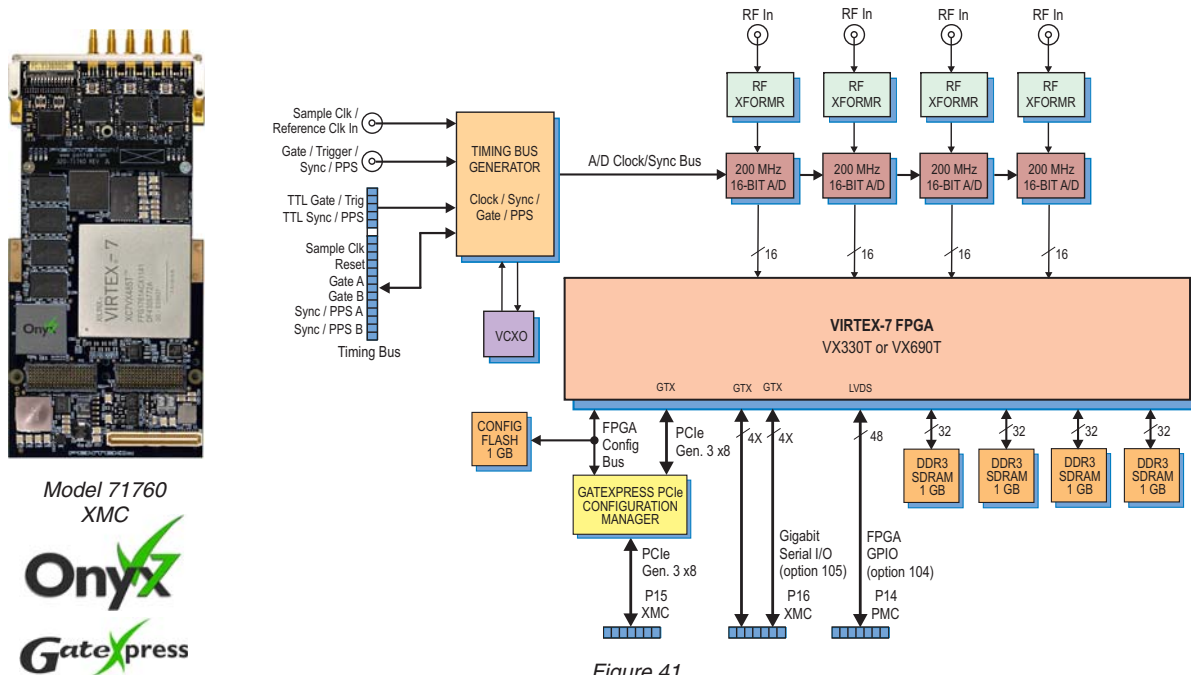 RF In
RF In
RF In
RF In
RF
XFORMR
RF
XFORMR
RF
XFORMR
RF
XFORMR
Sample Clk /
Reference Clk In
Gate / Trigger /
Sync / PPS
TTL Gate / Trig
TTL Sync / PPS
Sample Clk
Reset
Gate A
Gate B
Sync / PPS A
Sync / PPS B
Timing Bus
TIMING BUS
GENERATOR
Clock / Sync /
Gate / PPS
VCXO
A/D Clock/Sync Bus
200 MHz
16-BIT A/D
200 MHz
16-BIT A/D
200 MHz
16-BIT A/D
200 MHz
16-BIT A/D
16
16
16
16
VIRTEX-7 FPGA
VX330T or VX690T
GTX
GTX
GTX
LVDS
CONFIG
FLASH
1 GB
FPGA
Config
Bus
PCIe
Gen. 3 x8
4X
4X
48
32
32
32
32
DDR3
SDRAM
1 GB
DDR3
SDRAM
1 GB
DDR3
SDRAM
1 GB
DDR3
SDRAM
1 GB
GATEXPRESS PCIe
CONFIGURATION
MANAGER
PCIe
Gen. 3 x8
P15
XMC
Gigabit
Serial I/O
(option 105)
P16
XMC
FPGA
GPIO
(option 104)
P14
PMC
XILINX
VIRTEX-7
Onyx
Model 71760
XMC
Onyx7
GateXpress
Figure 41